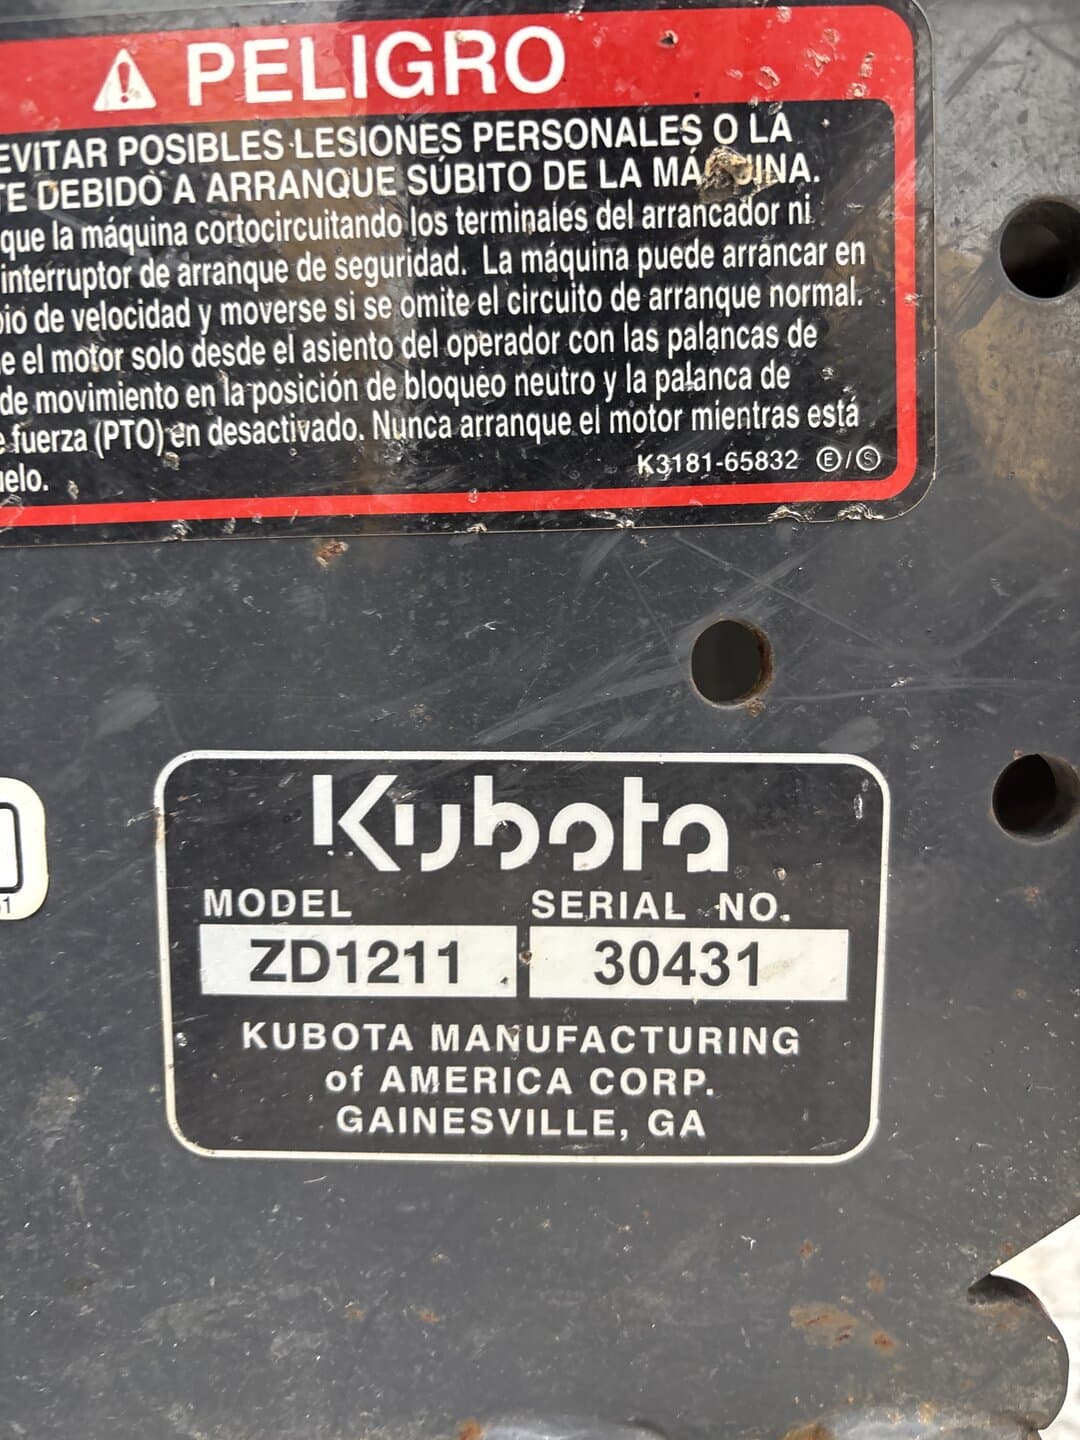 PELIGRO
EVITAR POSIBLES LESIONES PERSONALES O LA
TE DEBIDO A ARRANQUE SÚBITO DE LA MÁQUINA.
que la máquina cortocircuitando los terminales del arrancador ni
interruptor de arranque de seguridad. La máquina puede arrancar en
bio de velocidad y moverse si se omite el circuito de arranque normal.
e el motor solo desde el asiento del operador con las palancas de
de movimiento en la posición de bloqueo neutro y la palanca de
e fuerza (PTO) en desactivado. Nunca arranque el motor mientras está
uelo.
K3181-65832 Ⓔ/Ⓢ
Kubota
MODEL SERIAL NO.
ZD1211 30431
KUBOTA MANUFACTURING
of AMERICA CORP.
GAINESVILLE, GA